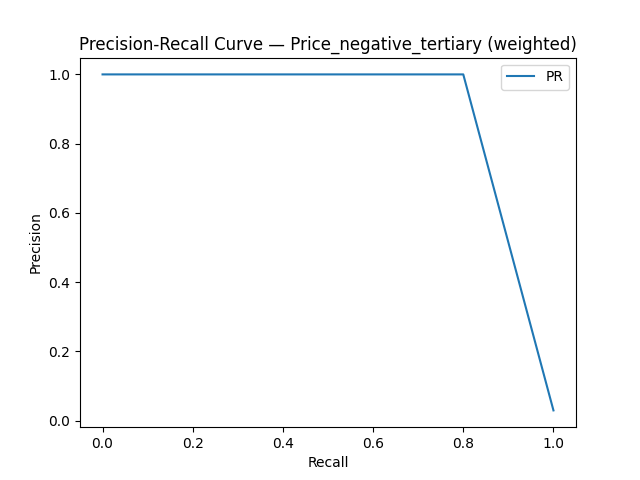 Precision-Recall Curve — Price_negative_tertiary (weighted)
PR
1.0
0.8
0.6
0.4
0.2
0.0
Precision
0.0 0.2 0.4 0.6 0.8 1.0
Recall